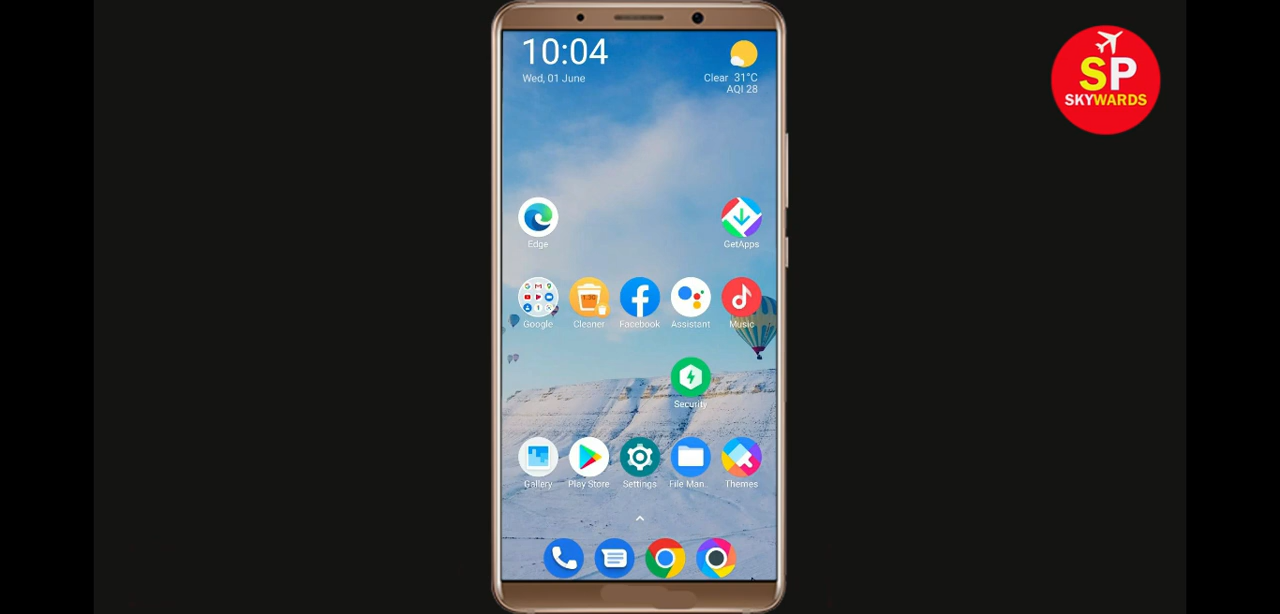 10:04
Wed, 01 June
Clear 31°C
AQI 28
SP
SKYWARDS
Edge
GetApps
Google
Cleaner
Facebook
Assistant
Music
Security
Gallery
Play Store
Settings
File Man
Themes